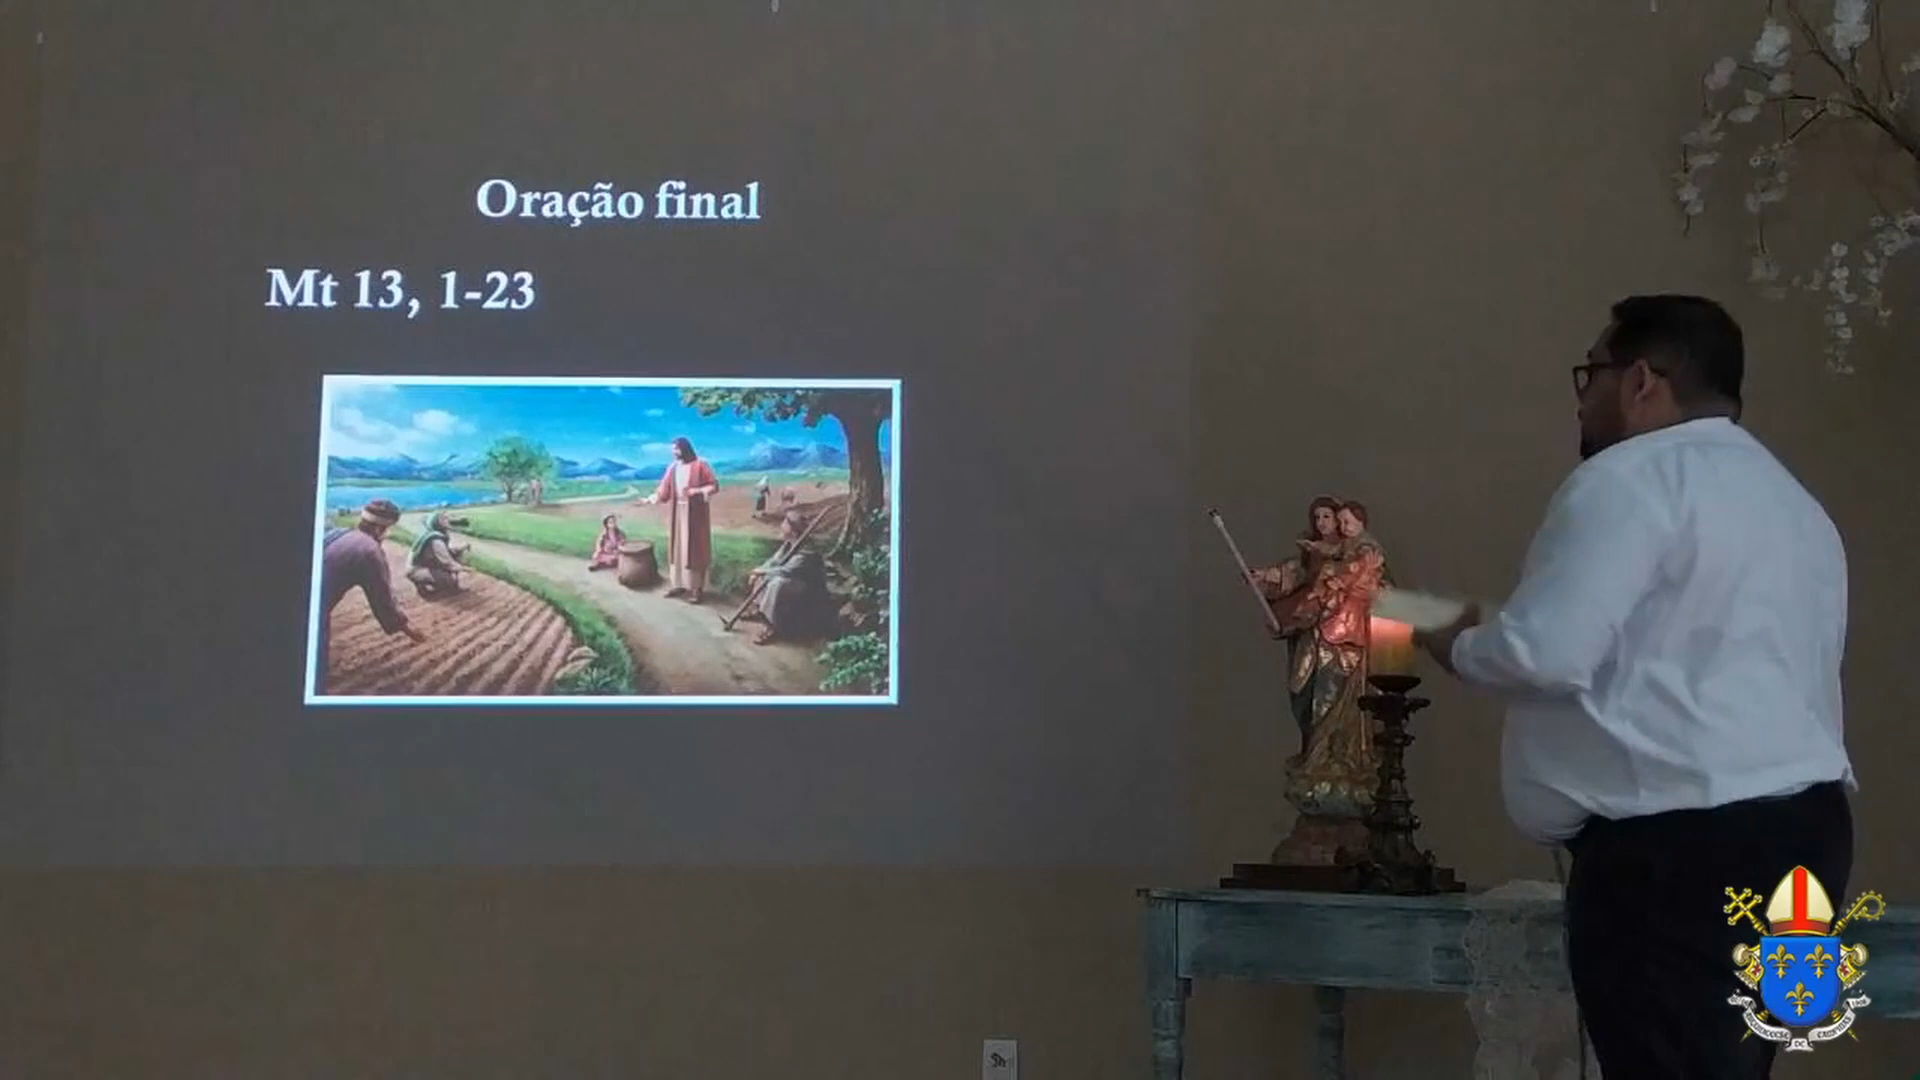 Oração final
Mt 13, 1-23